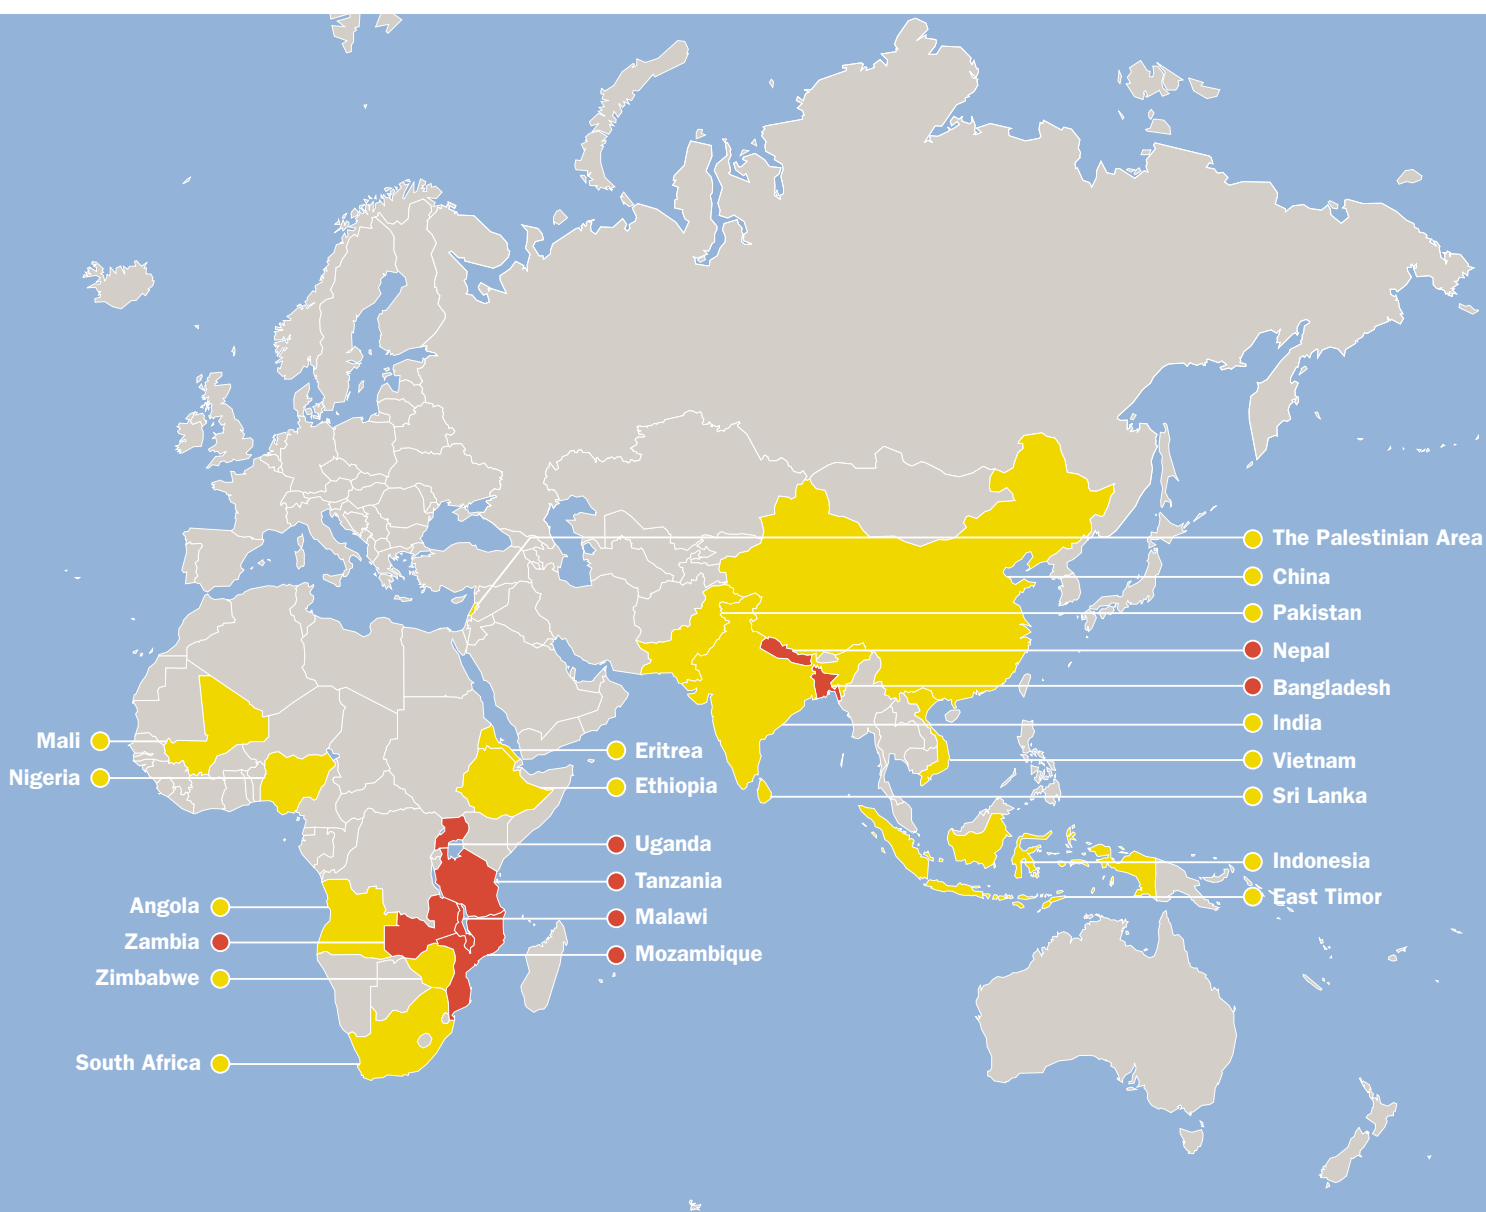 The Palestinian Area
China
Pakistan
Nepal
Bangladesh
India
Vietnam
Sri Lanka
Indonesia
East Timor
Mali
Nigeria
Eritrea
Ethiopia
Uganda
Tanzania
Malawi
Mozambique
Angola
Zambia
Zimbabwe
South Africa